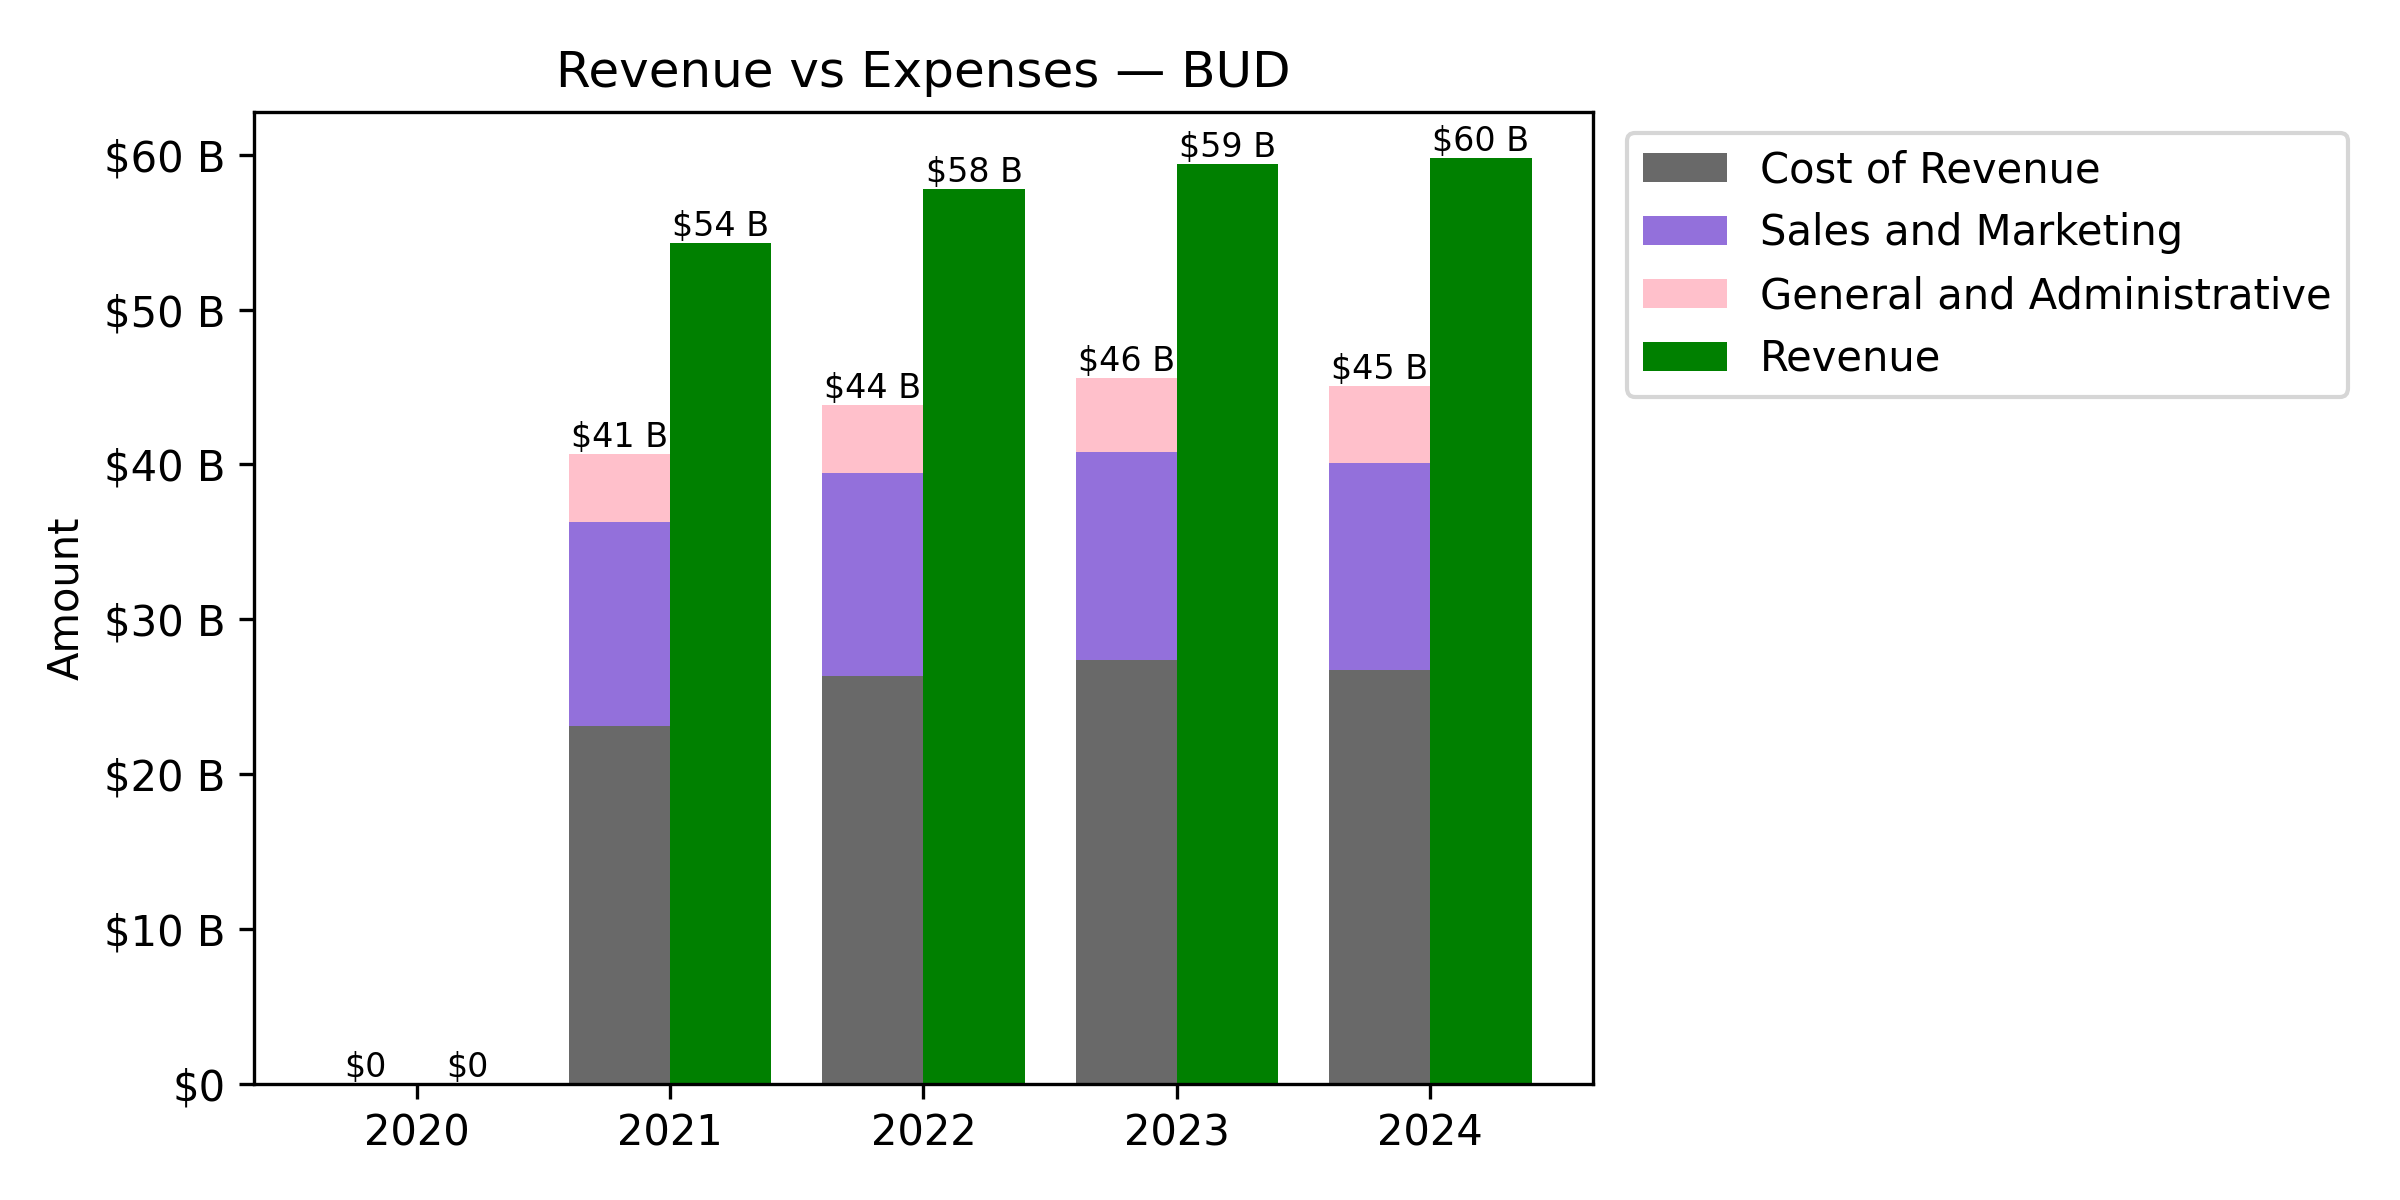 Revenue vs Expenses — BUD
Amount
$60 B
$50 B
$40 B
$30 B
$20 B
$10 B
$0
$0
$0
$41 B
$54 B
$44 B
$58 B
$46 B
$59 B
$45 B
$60 B
2020
2021
2022
2023
2024
Cost of Revenue
Sales and Marketing
General and Administrative
Revenue